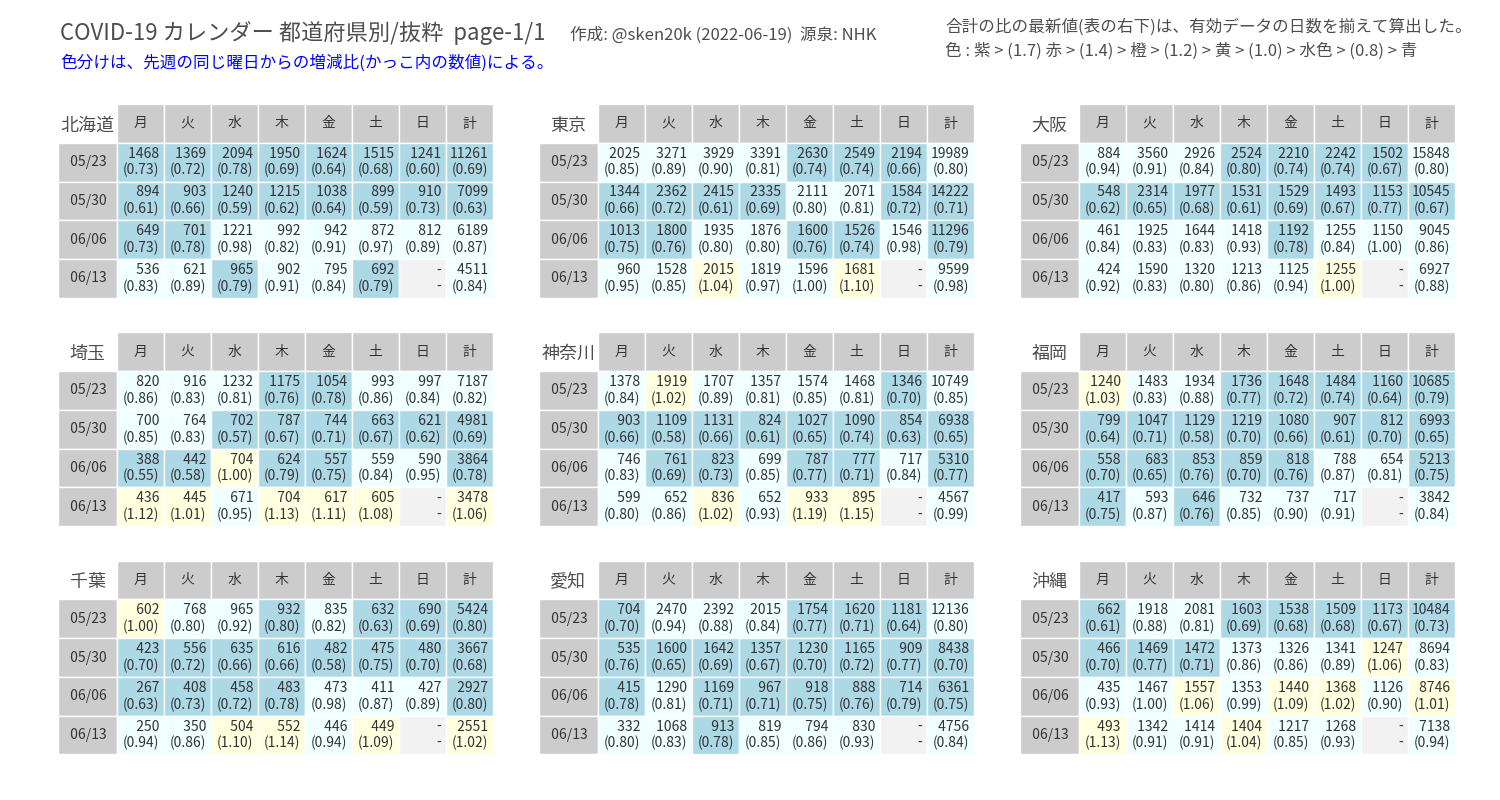 COVID-19 カレンダー 都道府県別/抜粋 page-1/1 作成: @sken20k (2022-06-19) 源泉: NHK
合計の比の最新値(表の右下)は、有効データの日数を揃えて算出した。
色分けは、先週の同じ曜日からの増減比(かっこ内の数値)による。
色 : 紫 > (1.7) 赤 > (1.4) > 橙 > (1.2) > 黄 > (1.0) > 水色 > (0.8) > 青
北海道 月 火 水 木 金 土 日 計
05/23 1468 1369 2094 1950 1624 1515 1241 11261
(0.73) (0.72) (0.78) (0.69) (0.64) (0.68) (0.60) (0.69)
05/30 894 903 1240 1215 1038 899 910 7099
(0.61) (0.66) (0.59) (0.62) (0.64) (0.59) (0.73) (0.63)
06/06 649 701 1221 992 942 872 812 6189
(0.73) (0.78) (0.98) (0.82) (0.91) (0.97) (0.89) (0.87)
06/13 536 621 965 902 795 692 - 4511
(0.83) (0.89) (0.79) (0.91) (0.84) (0.79) - (0.84)
東京 月 火 水 木 金 土 日 計
05/23 2025 3271 3929 3391 2630 2549 2194 19989
(0.85) (0.89) (0.90) (0.81) (0.74) (0.74) (0.66) (0.80)
05/30 1344 2362 2415 2335 2111 2071 1584 14222
(0.66) (0.72) (0.61) (0.69) (0.80) (0.81) (0.72) (0.71)
06/06 1013 1800 1935 1876 1600 1526 1546 11296
(0.75) (0.76) (0.80) (0.80) (0.76) (0.74) (0.98) (0.79)
06/13 960 1528 2015 1819 1596 1681 - 9599
(0.95) (0.85) (1.04) (0.97) (1.00) (1.10) - (0.98)
大阪 月 火 水 木 金 土 日 計
05/23 884 3560 2926 2524 2210 2242 1502 15848
(0.94) (0.91) (0.84) (0.80) (0.74) (0.74) (0.67) (0.80)
05/30 548 2314 1977 1531 1529 1493 1153 10545
(0.62) (0.65) (0.68) (0.61) (0.69) (0.67) (0.77) (0.67)
06/06 461 1925 1644 1418 1192 1255 1150 9045
(0.84) (0.83) (0.83) (0.93) (0.78) (0.84) (1.00) (0.86)
06/13 424 1590 1320 1213 1125 1255 - 6927
(0.92) (0.83) (0.80) (0.86) (0.94) (1.00) - (0.88)
埼玉 月 火 水 木 金 土 日 計
05/23 820 916 1232 1175 1054 993 997 7187
(0.86) (0.83) (0.81) (0.76) (0.78) (0.86) (0.84) (0.82)
05/30 700 764 702 787 744 663 621 4981
(0.85) (0.83) (0.57) (0.67) (0.71) (0.67) (0.62) (0.69)
06/06 388 442 704 624 557 559 590 3864
(0.55) (0.58) (1.00) (0.79) (0.75) (0.84) (0.95) (0.78)
06/13 436 445 671 704 617 605 - 3478
(1.12) (1.01) (0.95) (1.13) (1.11) (1.08) - (1.06)
神奈川 月 火 水 木 金 土 日 計
05/23 1378 1919 1707 1357 1574 1468 1346 10749
(0.84) (1.02) (0.89) (0.81) (0.85) (0.81) (0.70) (0.85)
05/30 903 1109 1131 824 1027 1090 854 6938
(0.66) (0.58) (0.66) (0.61) (0.65) (0.74) (0.63) (0.65)
06/06 746 761 823 699 787 777 717 5310
(0.83) (0.69) (0.73) (0.85) (0.77) (0.71) (0.84) (0.77)
06/13 599 652 836 652 933 895 - 4567
(0.80) (0.86) (1.02) (0.93) (1.19) (1.15) - (0.99)
福岡 月 火 水 木 金 土 日 計
05/23 1240 1483 1934 1736 1648 1484 1160 10685
(1.03) (0.83) (0.88) (0.77) (0.72) (0.74) (0.64) (0.79)
05/30 799 1047 1129 1219 1080 907 812 6993
(0.64) (0.71) (0.58) (0.70) (0.66) (0.61) (0.70) (0.65)
06/06 558 683 853 859 818 788 654 5213
(0.70) (0.65) (0.76) (0.70) (0.76) (0.87) (0.81) (0.75)
06/13 417 593 646 732 737 717 - 3842
(0.75) (0.87) (0.76) (0.85) (0.90) (0.91) - (0.84)
千葉 月 火 水 木 金 土 日 計
05/23 602 768 965 932 835 632 690 5424
(1.00) (0.80) (0.92) (0.80) (0.82) (0.63) (0.69) (0.80)
05/30 423 556 635 616 482 475 480 3667
(0.70) (0.72) (0.66) (0.66) (0.58) (0.75) (0.70) (0.68)
06/06 267 408 458 483 473 411 427 2927
(0.63) (0.73) (0.72) (0.78) (0.98) (0.87) (0.89) (0.80)
06/13 250 350 504 552 446 449 - 2551
(0.94) (0.86) (1.10) (1.14) (0.94) (1.09) - (1.02)
愛知 月 火 水 木 金 土 日 計
05/23 704 2470 2392 2015 1754 1620 1181 12136
(0.70) (0.94) (0.88) (0.84) (0.77) (0.71) (0.64) (0.80)
05/30 535 1600 1642 1357 1230 1165 909 8438
(0.76) (0.65) (0.69) (0.67) (0.70) (0.72) (0.77) (0.70)
06/06 415 1290 1169 967 918 888 714 6361
(0.78) (0.81) (0.71) (0.71) (0.75) (0.76) (0.79) (0.75)
06/13 332 1068 913 819 794 830 - 4756
(0.80) (0.83) (0.78) (0.85) (0.86) (0.93) - (0.84)
沖縄 月 火 水 木 金 土 日 計
05/23 662 1918 2081 1603 1538 1509 1173 10484
(0.61) (0.88) (0.81) (0.69) (0.68) (0.68) (0.67) (0.73)
05/30 466 1469 1472 1373 1326 1341 1247 8694
(0.70) (0.77) (0.71) (0.86) (0.86) (0.89) (1.06) (0.83)
06/06 435 1467 1557 1353 1440 1368 1126 8746
(0.93) (1.00) (1.06) (0.99) (1.09) (1.02) (0.90) (1.01)
06/13 493 1342 1414 1404 1217 1268 - 7138
(1.13) (0.91) (0.91) (1.04) (0.85) (0.93) - (0.94)